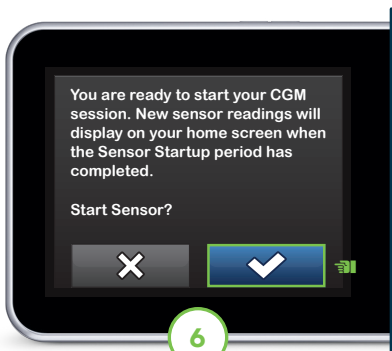 You are ready to start your CGM
session. New sensor readings will
display on your home screen when
the Sensor Startup period has
completed.
Start Sensor?
6